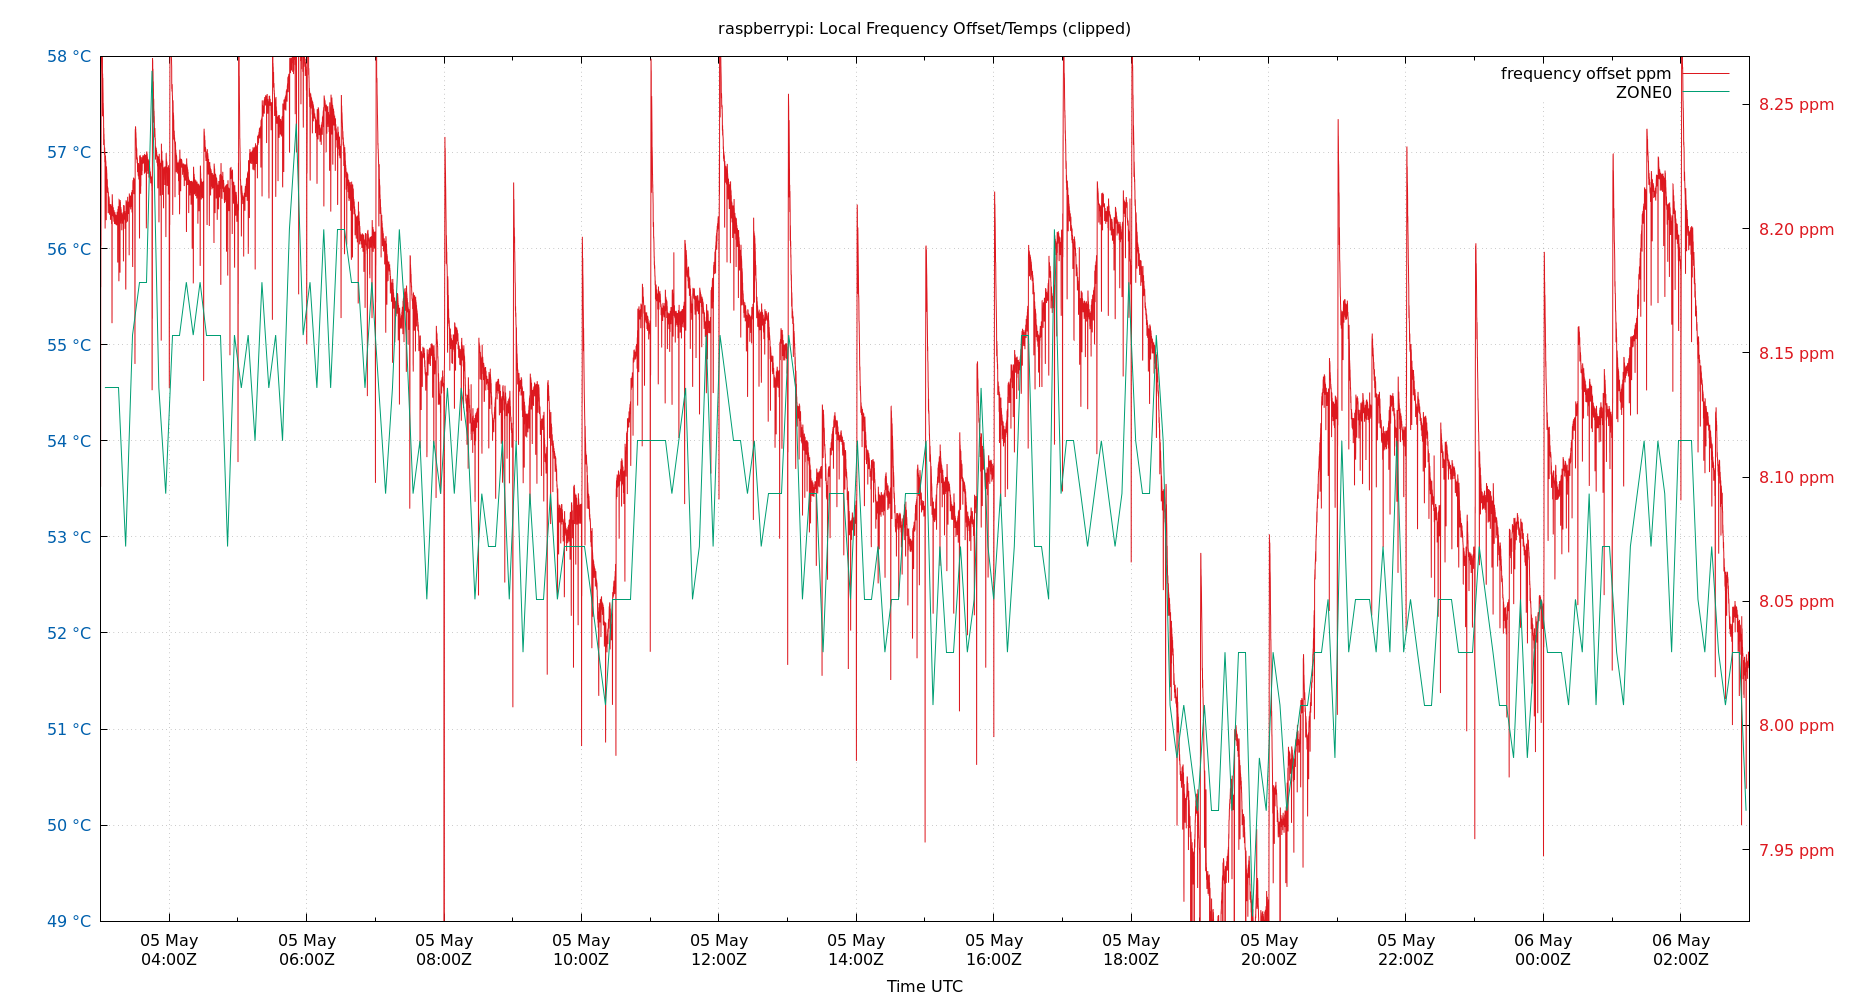 raspberrypi: Local Frequency Offset/Temps (clipped)
58 °C
57 °C
56 °C
55 °C
54 °C
53 °C
52 °C
51 °C
50 °C
49 °C
frequency offset ppm
ZONE0
8.25 ppm
8.20 ppm
8.15 ppm
8.10 ppm
8.05 ppm
8.00 ppm
7.95 ppm
05 May
04:00Z
05 May
06:00Z
05 May
08:00Z
05 May
10:00Z
05 May
12:00Z
05 May
14:00Z
05 May
16:00Z
05 May
18:00Z
05 May
20:00Z
05 May
22:00Z
06 May
00:00Z
06 May
02:00Z
Time UTC